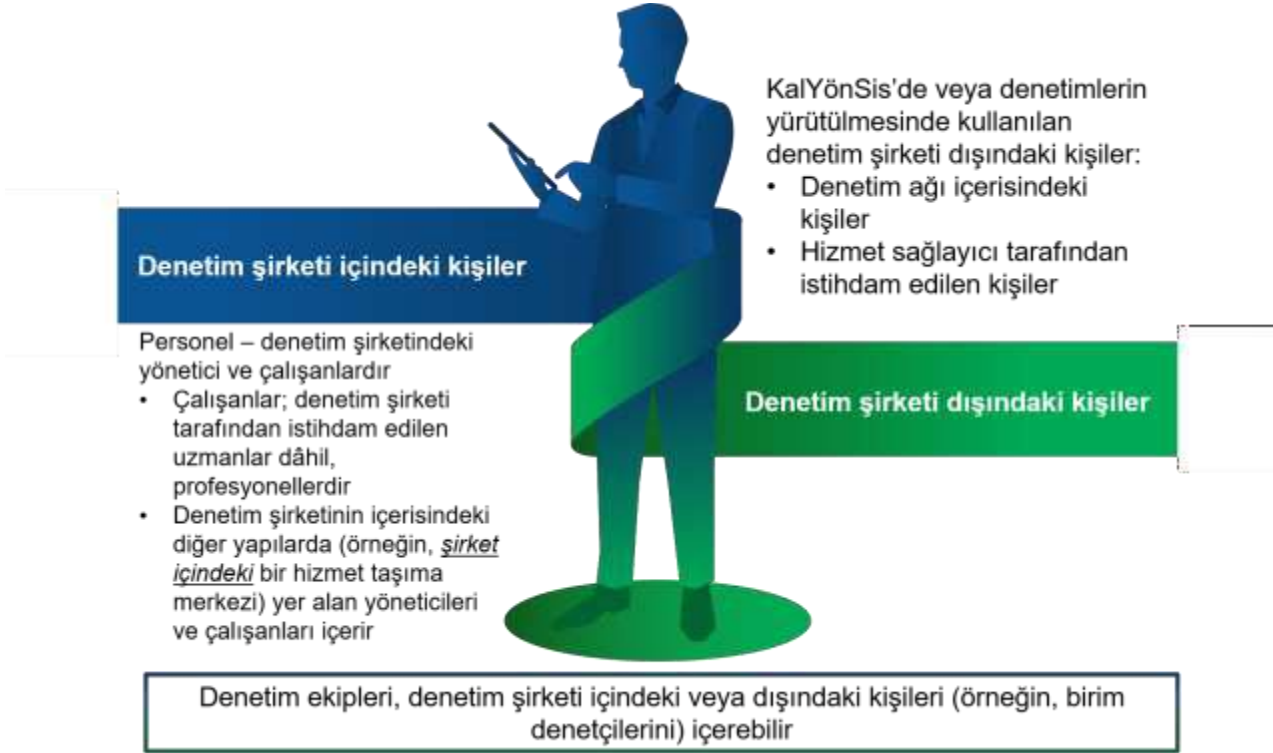 KalYönSis’de veya denetimlerin
yürütülmesinde kullanılan
denetim şirketi dışındaki kişiler:
• Denetim ağı içerisindeki
kişiler
• Hizmet sağlayıcı tarafından
istihdam edilen kişiler
Denetim şirketi içindeki kişiler
Personel – denetim şirketindeki
yönetici ve çalışanlardır
• Çalışanlar; denetim şirketi
tarafından istihdam edilen
uzmanlar dâhil,
profesyonellerdir
• Denetim şirketinin içerisindeki
diğer yapılarda (örneğin, şirket
içindeki bir hizmet taşıma
merkezi) yer alan yöneticileri
ve çalışanları içerir
Denetim şirketi dışındaki kişiler
Denetim ekipleri, denetim şirketi içindeki veya dışındaki kişileri (örneğin, birim
denetçilerini) içerebilir